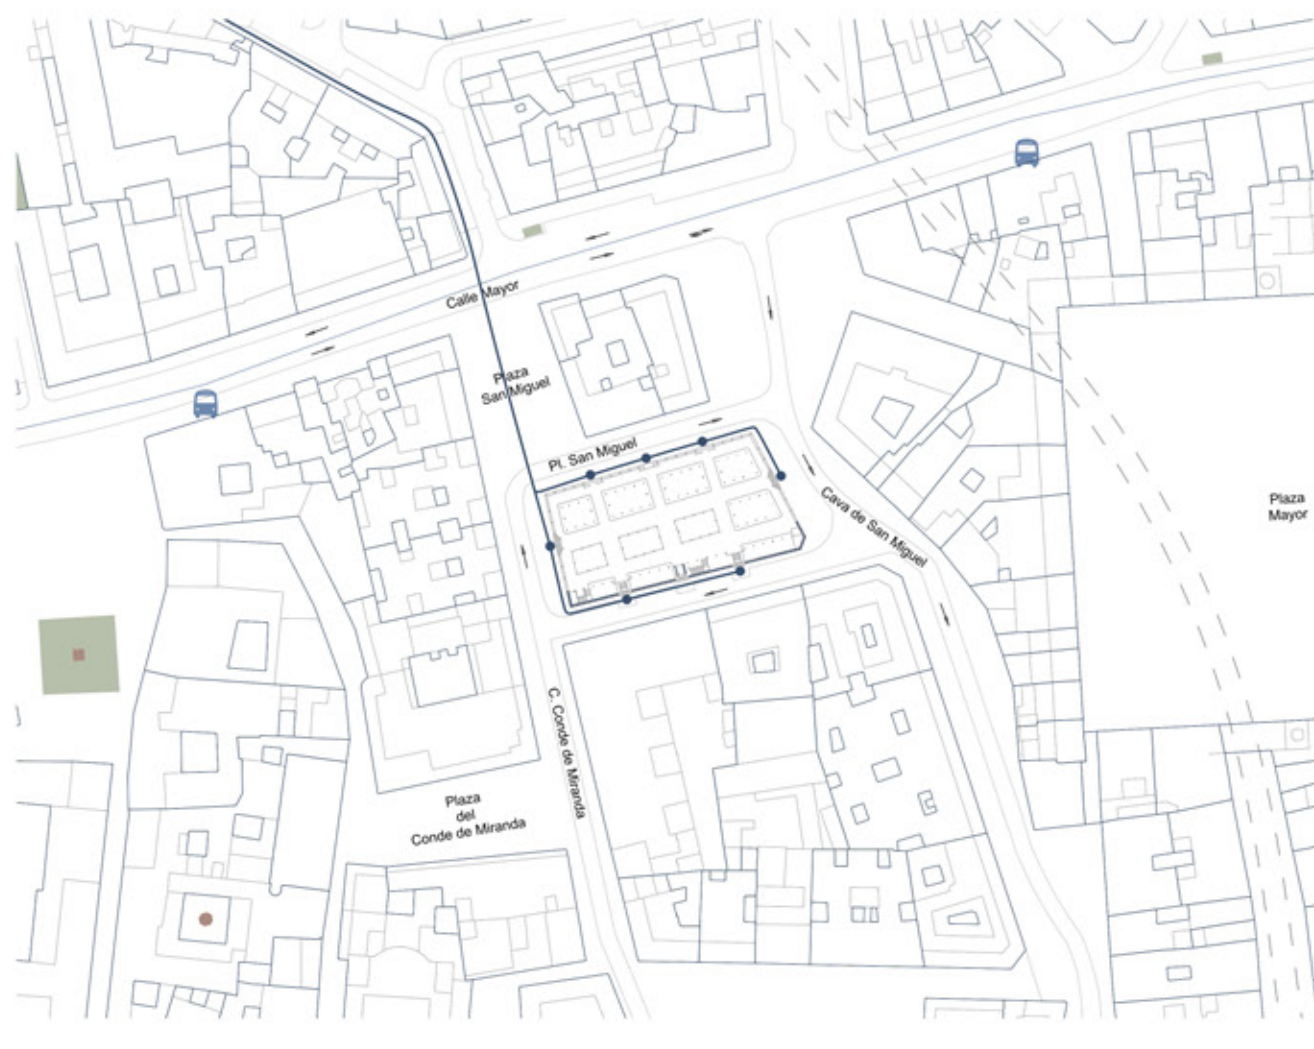 Calle Mayor
Plaza
San Miguel
Pl. San Miguel
Cava de San Miguel
Plaza
Mayor
C. Conde de Miranda
Plaza
del
Conde de Miranda